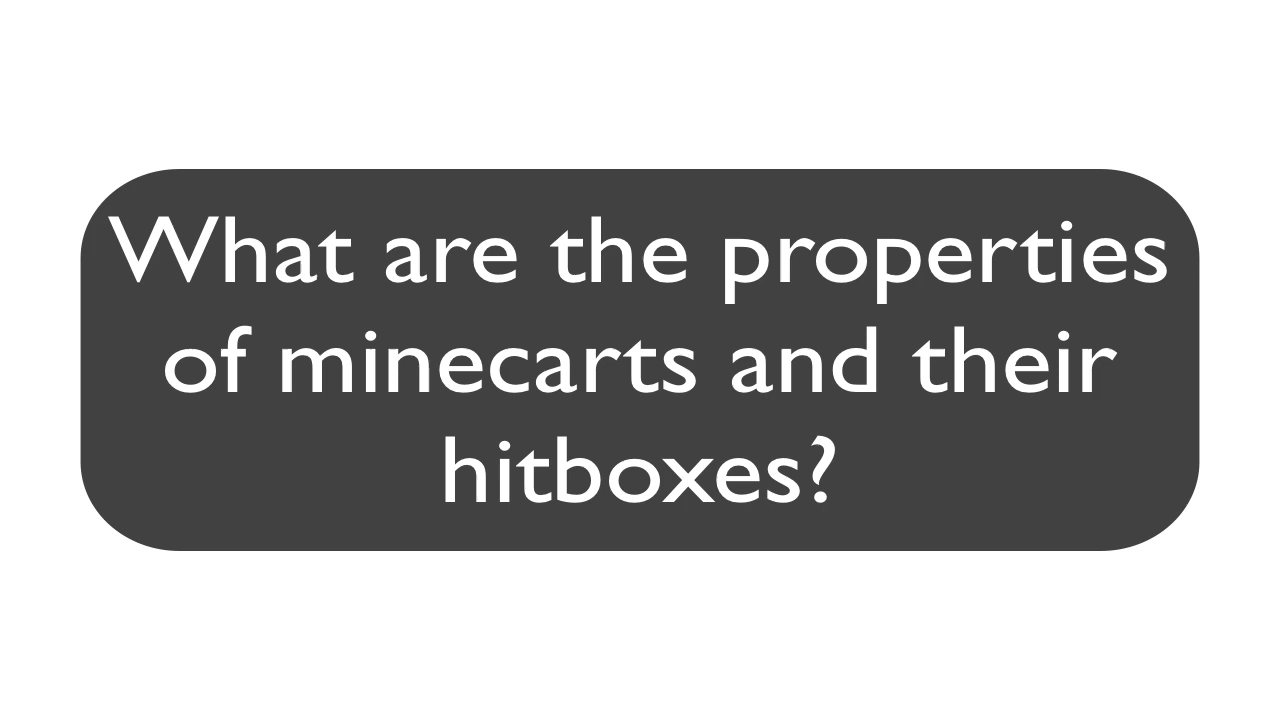 What are the properties
of minecarts and their
hitboxes?